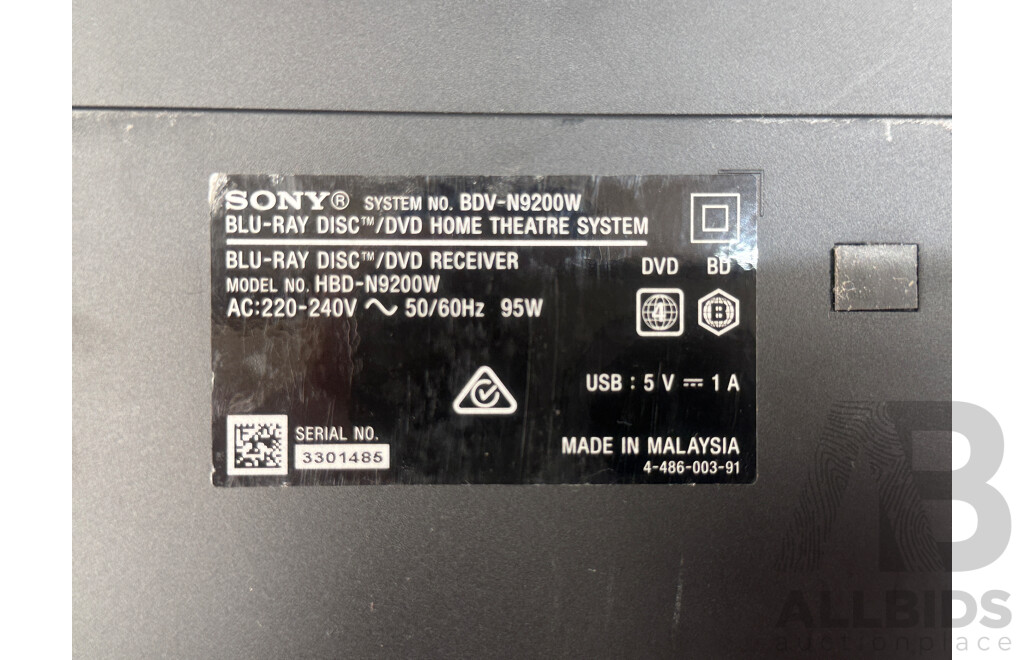 SONY® SYSTEM NO. BDV-N9200W
BLU-RAY DISC™/DVD HOME THEATRE SYSTEM
BLU-RAY DISC™/DVD RECEIVER
MODEL NO. HBD-N9200W
AC:220-240V ~ 50/60Hz 95W
DVD BD
4 B
USB : 5 V ⎓ 1 A
SERIAL NO.
3301485
MADE IN MALAYSIA
4-486-003-91
AB
ALLBIDS
auctionplace